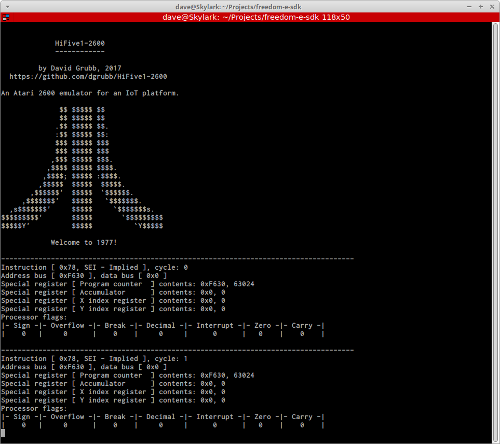 dave@Skylark: ~/Projects/freedom-e-sdk
dave@Skylark: ~/Projects/freedom-e-sdk 118x50
HiFive1-2600
------------
by David Grubb, 2017
https://github.com/dgrubb/HiFive1-2600
An Atari 2600 emulator for an IoT platform.
$$ $$$$$ $$
$$ $$$$$ $$
.$$ $$$$$ $$.
:$$ $$$$$ $$:
$$$ $$$$$ $$$
$$$ $$$$$ $$$
,$$$ $$$$$ $$$.
,$$$$ $$$$$ $$$$.
,$$$$; $$$$$ :$$$$.
,$$$$$  $$$$$  $$$$$.
,$$$$$$'  $$$$$  '$$$$$$.
,$$$$$$$'   $$$$$   `$$$$$$$.
,s$$$$$$$'     $$$$$     `$$$$$$$s.
$$$$$$$$$'       $$$$$       '$$$$$$$$$
$$$$$Y'          $$$$$          `Y$$$$$
Welcome to 1977!
--------------------------------------------------------------------------------
Instruction [ 0x78, SEI - Implied ], cycle: 0
Address bus [ 0xF630 ], data bus [ 0x0 ]
Special register [ Program counter  ] contents: 0xF630, 63024
Special register [ Accumulator      ] contents: 0x0, 0
Special register [ X index register ] contents: 0x0, 0
Special register [ Y index register ] contents: 0x0, 0
Processor flags:
|- Sign -|- Overflow -|- Break -|- Decimal -|- Interrupt -|- Zero -|- Carry -|
|    0   |     0      |    0    |     0     |      0      |    0   |    0    |
--------------------------------------------------------------------------------
Instruction [ 0x78, SEI - Implied ], cycle: 1
Address bus [ 0xF630 ], data bus [ 0x0 ]
Special register [ Program counter  ] contents: 0xF630, 63024
Special register [ Accumulator      ] contents: 0x0, 0
Special register [ X index register ] contents: 0x0, 0
Special register [ Y index register ] contents: 0x0, 0
Processor flags:
|- Sign -|- Overflow -|- Break -|- Decimal -|- Interrupt -|- Zero -|- Carry -|
|    0   |     0      |    0    |     0     |      0      |    0   |    0    |